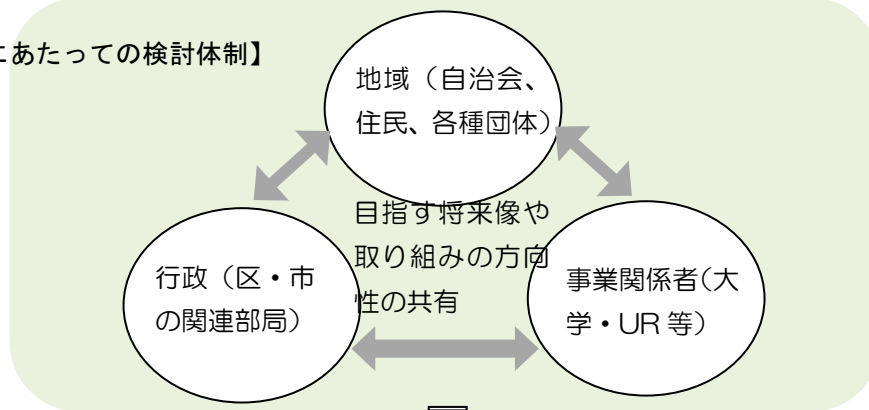 にあたっての検討体制】
地域（自治会、
住民、各種団体）
目指す将来像や
取り組みの方向
性の共有
行政（区・市
の関連部局）
事業関係者（大
学・UR 等）